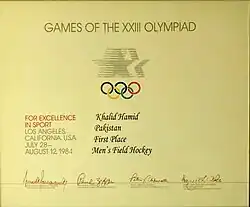 GAMES OF THE XXIII OLYMPIAD
FOR EXCELLENCE
IN SPORT
LOS ANGELES,
CALIFORNIA, U.S.A.
JULY 28—
AUGUST 12, 1984
Khalid Hamid
Pakistan
First Place
Men's Field Hockey